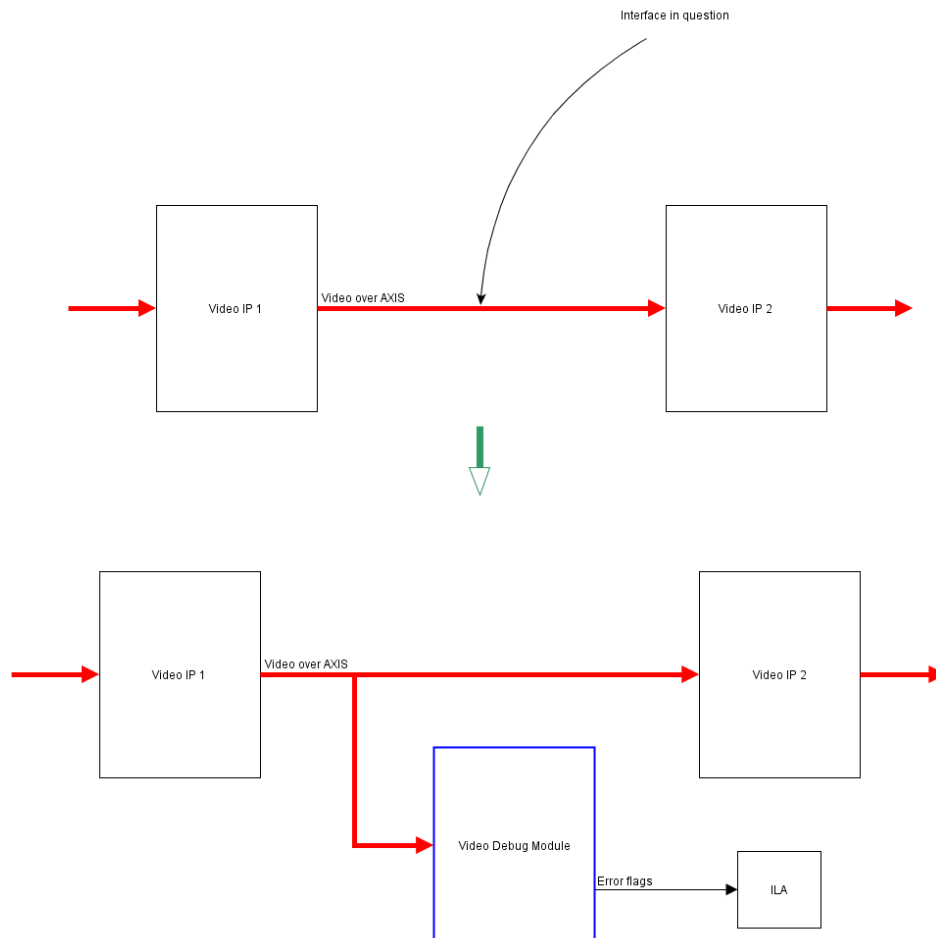 Interface in question
Video over AXIS
Video IP 1
Video IP 2
Video over AXIS
Video IP 1
Video IP 2
Video Debug Module
Error flags
ILA